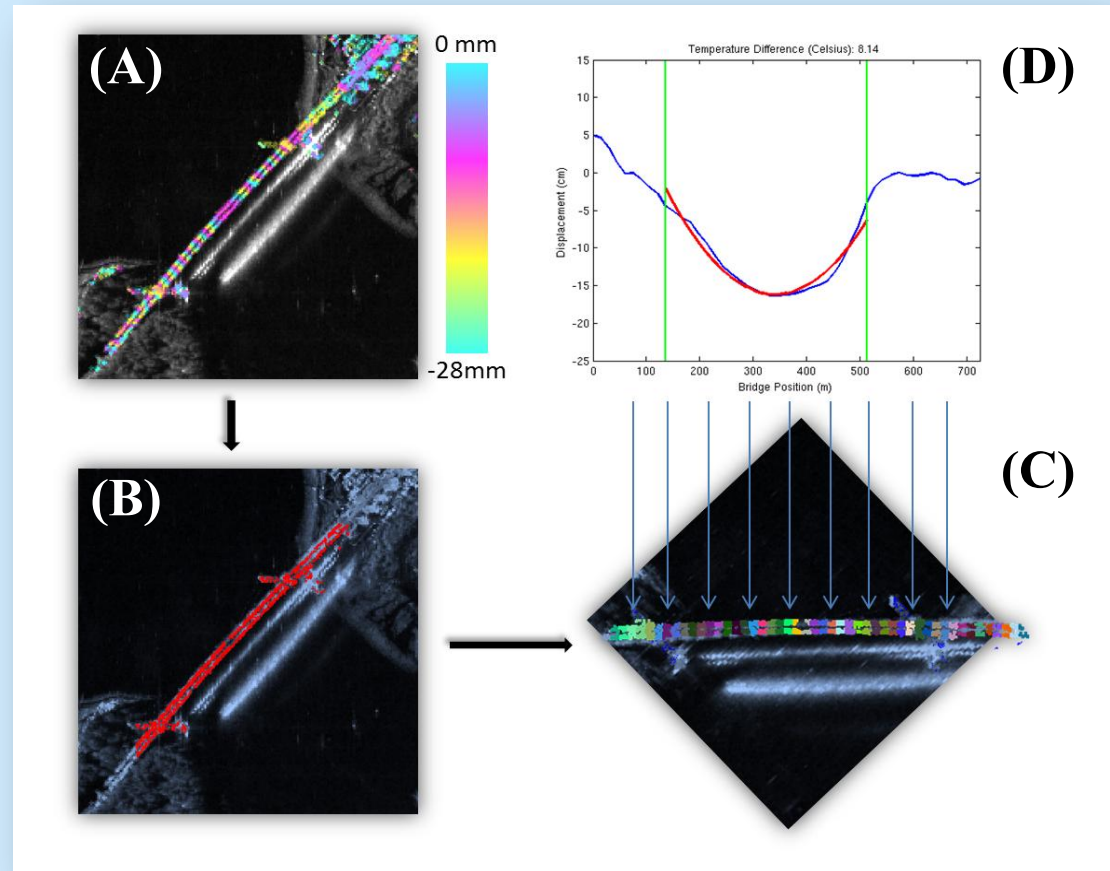 (A)
0 mm
-28mm
(B)
(D)
Temperature Difference (Celsius): 8.14
15
10
5
0
-5
-10
-15
-20
-25
Displacement (cm)
0 100 200 300 400 500 600 700
Bridge Position (m)
(C)